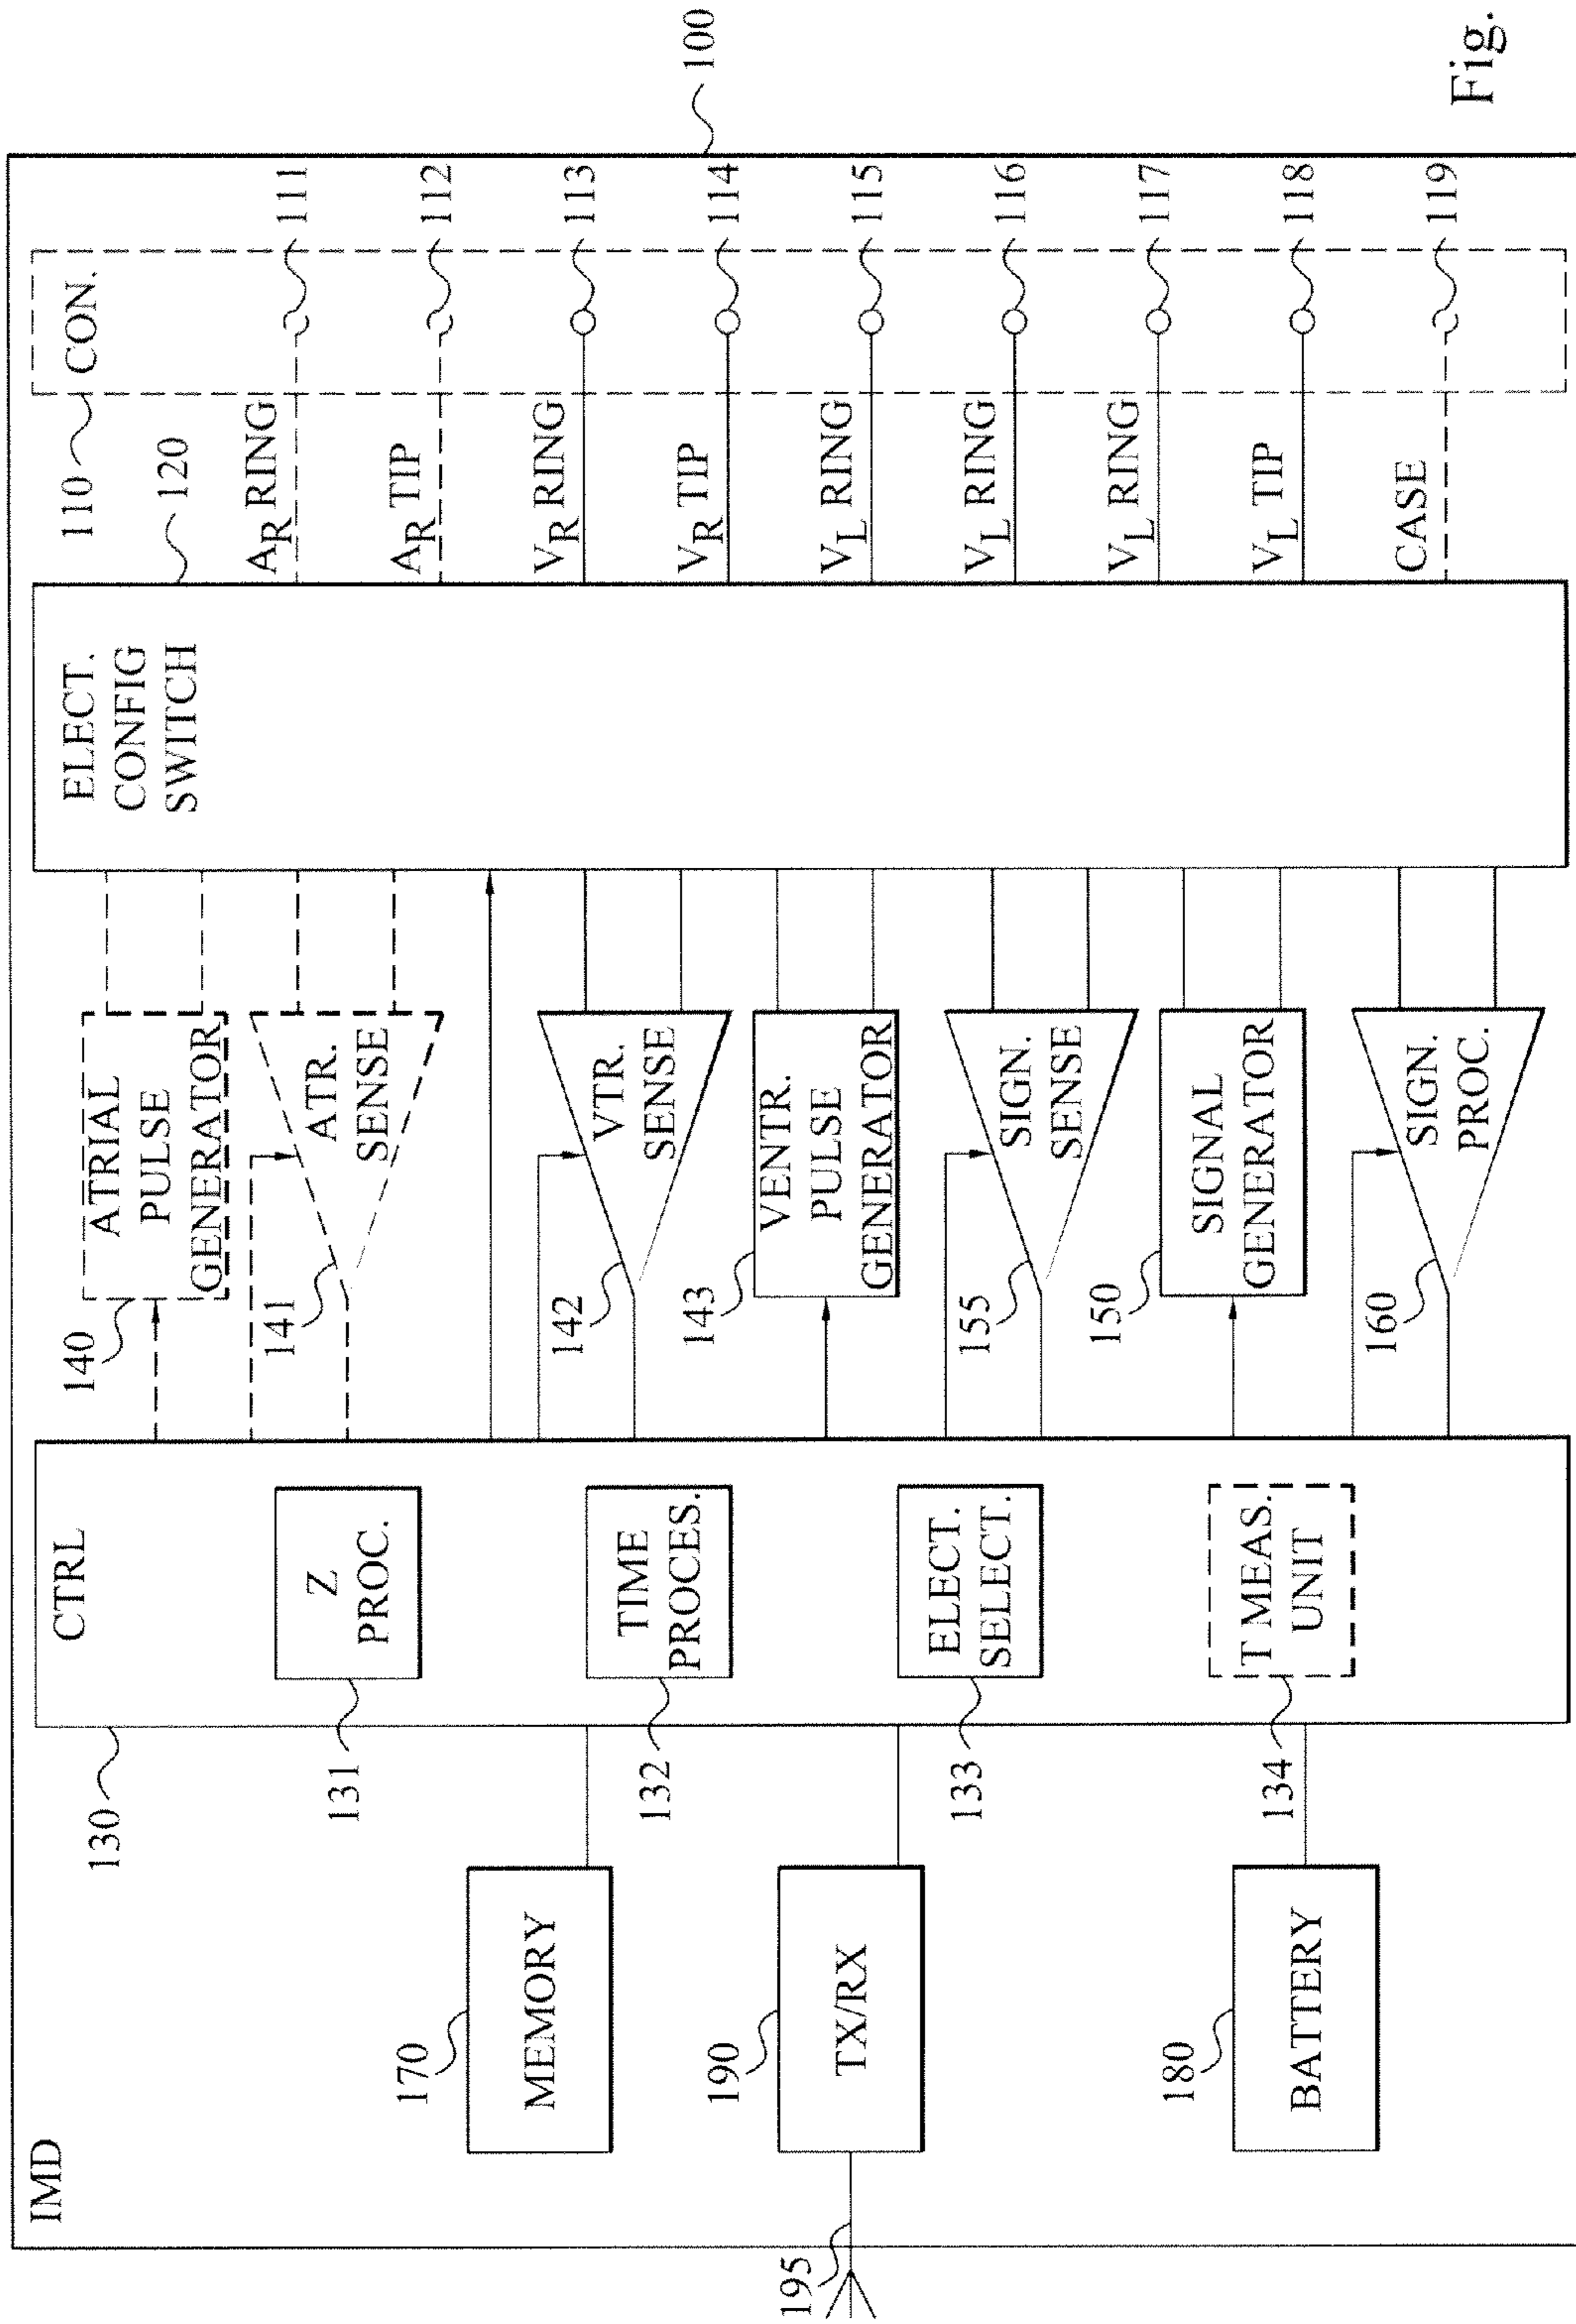 IMD
195
170
MEMORY
190
TX/RX
180
BATTERY
130
CTRL
131
Z
PROC.
132
TIME
PROCES.
133
ELECT.
SELECT.
134
T MEAS.
UNIT
140
ATRIAL
PULSE
GENERATOR
141
ATR.
SENSE
142
VTR.
SENSE
143
VENTR.
PULSE
GENERATOR
155
SIGN.
SENSE
150
SIGNAL
GENERATOR
160
SIGN.
PROC.
ELECT.
CONFIG
SWITCH
120
110
CON.
AR RING
111
AR TIP
112
VR RING
113
VR TIP
114
VL RING
115
VL RING
116
VL RING
117
VL TIP
118
CASE
119
100
Fig.